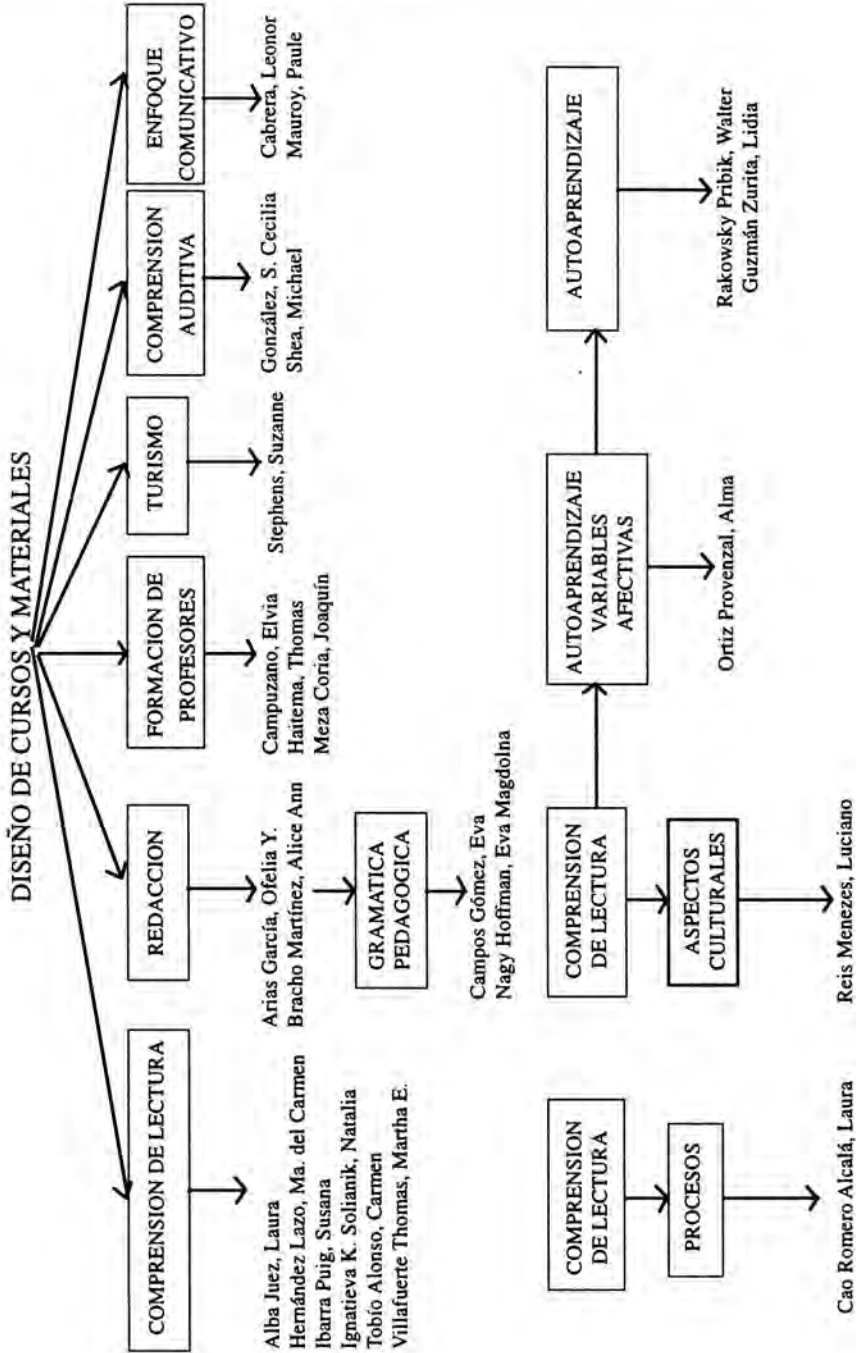 DISEÑO DE CURSOS Y MATERIALES
COMPRENSION DE LECTURA
Alba Juez, Laura
Hernández Lazo, Ma. del Carmen
Ibarra Puig, Susana
Ignatieva K. Solianik, Natalia
Tobío Alonso, Carmen
Villafuerte Thomas, Martha E.
REDACCION
Arias García, Ofelia Y.
Bracho Martínez, Alice Ann
GRAMATICA
PEDAGOGICA
Campos Gómez, Eva
Nagy Hoffman, Eva Magdolna
FORMACION DE
PROFESORES
Campuzano, Elvia
Haitema, Thomas
Meza Coría, Joaquín
TURISMO
Stephens, Suzanne
COMPRENSION
AUDITIVA
González, S. Cecilia
Shea, Michael
ENFOQUE
COMUNICATIVO
Cabrera, Leonor
Mauroy, Paule
COMPRENSION
DE LECTURA
PROCESOS
Cao Romero Alcalá, Laura
COMPRENSION
DE LECTURA
ASPECTOS
CULTURALES
Reis Menezes, Luciano
AUTOAPRENDIZAJE
VARIABLES
AFECTIVAS
Ortiz Provenzal, Alma
AUTOAPRENDIZAJE
Rakowsky Pribik, Walter
Guzmán Zurita, Lidia